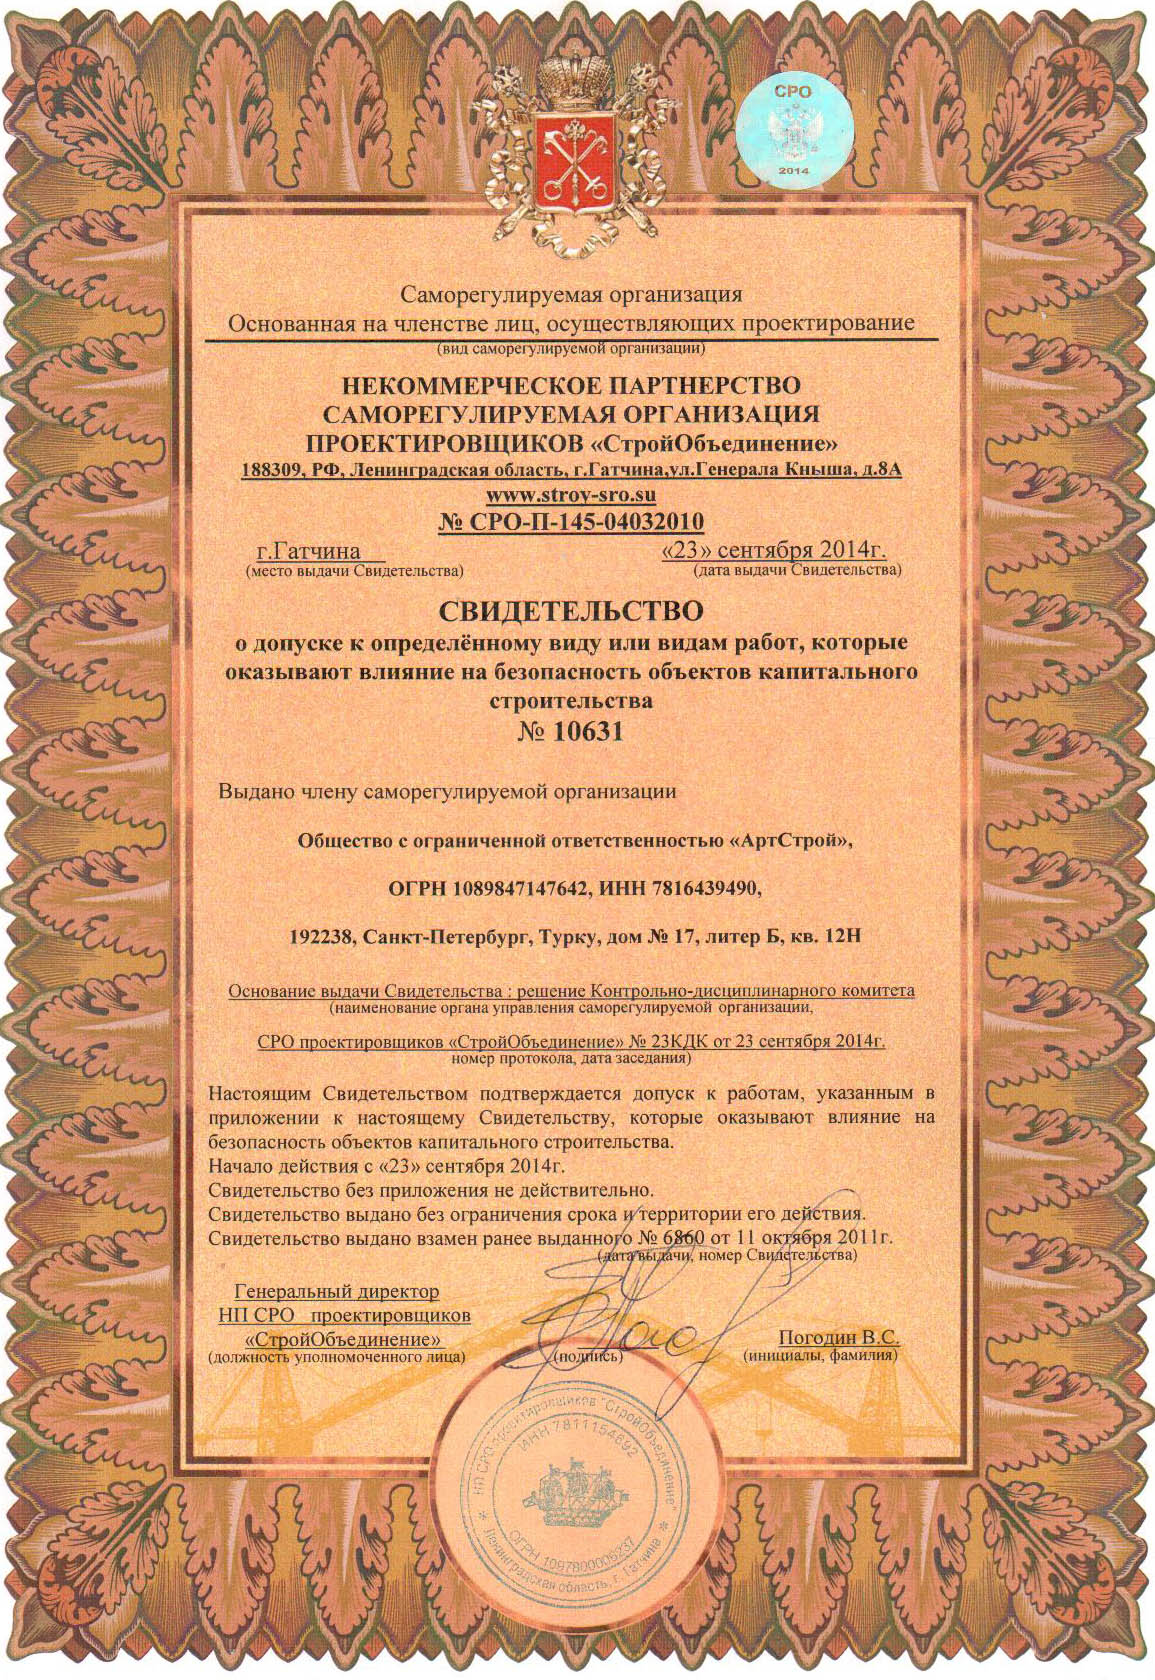 СРО
2014
Саморегулируемая организация
Основанная на членстве лиц, осуществляющих проектирование
(вид саморегулируемой организации)
НЕКОММЕРЧЕСКОЕ ПАРТНЕРСТВО
САМОРЕГУЛИРУЕМАЯ ОРГАНИЗАЦИЯ
ПРОЕКТИРОВЩИКОВ «СтройОбъединение»
188309, РФ, Ленинградская область, г.Гатчина,ул.Генерала Кныша, д.8А
www.stroy-sro.su
№ СРО-П-145-04032010
г.Гатчина «23» сентября 2014г.
(место выдачи Свидетельства) (дата выдачи Свидетельства)
СВИДЕТЕЛЬСТВО
о допуске к определённому виду или видам работ, которые
оказывают влияние на безопасность объектов капитального
строительства
№ 10631
Выдано члену саморегулируемой организации
Общество с ограниченной ответственностью «АртСтрой»,
ОГРН 1089847147642, ИНН 7816439490,
192238, Санкт-Петербург, Турку, дом № 17, литер Б, кв. 12Н
Основание выдачи Свидетельства : решение Контрольно-дисциплинарного комитета
(наименование органа управления саморегулируемой организации,
СРО проектировщиков «СтройОбъединение» № 23КДК от 23 сентября 2014г.
номер протокола, дата заседания)
Настоящим Свидетельством подтверждается допуск к работам, указанным в
приложении к настоящему Свидетельству, которые оказывают влияние на
безопасность объектов капитального строительства.
Начало действия с «23» сентября 2014г.
Свидетельство без приложения не действительно.
Свидетельство выдано без ограничения срока и территории его действия.
Свидетельство выдано взамен ранее выданного № 6860 от 11 октября 2011г.
(дата выдачи, номер Свидетельства)
Генеральный директор
НП СРО проектировщиков
«СтройОбъединение» Погодин В.С.
(должность уполномоченного лица) (подпись) (инициалы, фамилия)
НП СРО проектировщиков "СтройОбъединение"
ИНН 7811154692
ОГРН 1097800005237
* Ленинградская область, г. Гатчина *